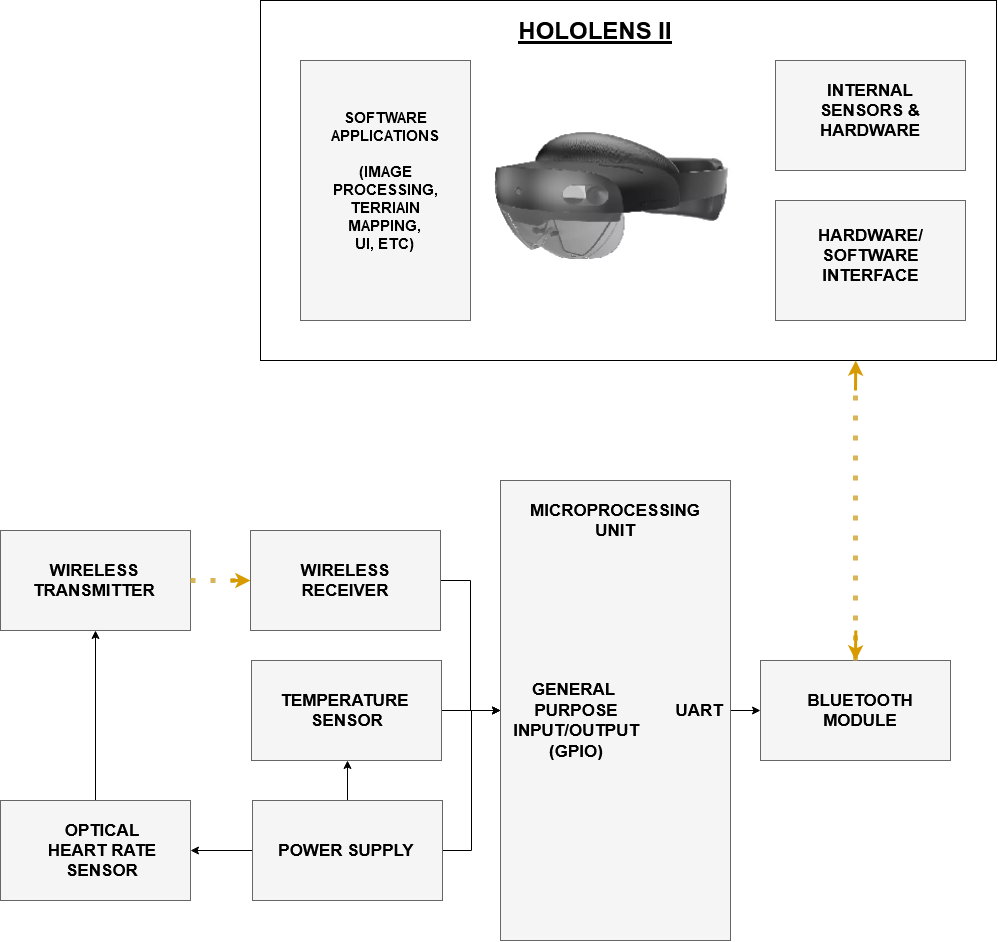 HOLOLENS II
SOFTWARE
APPLICATIONS
(IMAGE
PROCESSING,
TERRIAIN
MAPPING,
UI, ETC)
INTERNAL
SENSORS &
HARDWARE
HARDWARE/
SOFTWARE
INTERFACE
MICROPROCESSING
UNIT
WIRELESS
TRANSMITTER
WIRELESS
RECEIVER
TEMPERATURE
SENSOR
GENERAL
PURPOSE
INPUT/OUTPUT
(GPIO)
UART
BLUETOOTH
MODULE
OPTICAL
HEART RATE
SENSOR
POWER SUPPLY